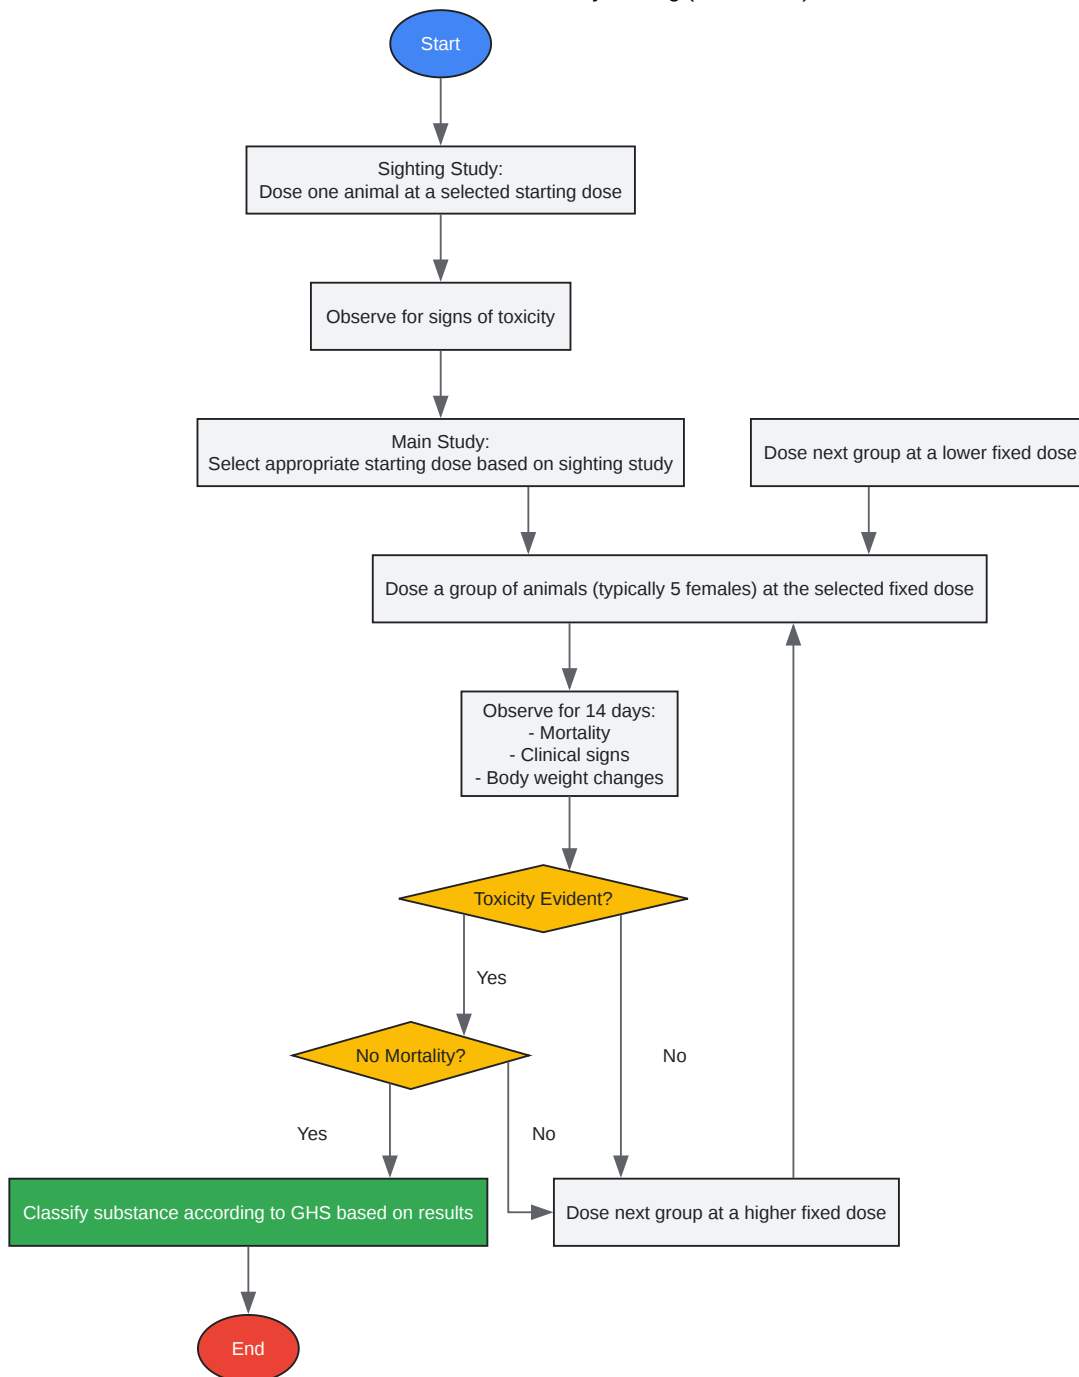 Start
Sighting Study:
Dose one animal at a selected starting dose
Observe for signs of toxicity
Main Study:
Select appropriate starting dose based on sighting study
Dose next group at a lower fixed dose
Dose a group of animals (typically 5 females) at the selected fixed dose
Observe for 14 days:
- Mortality
- Clinical signs
- Body weight changes
Toxicity Evident?
Yes
No Mortality?
No
Yes
No
Classify substance according to GHS based on results
Dose next group at a higher fixed dose
End